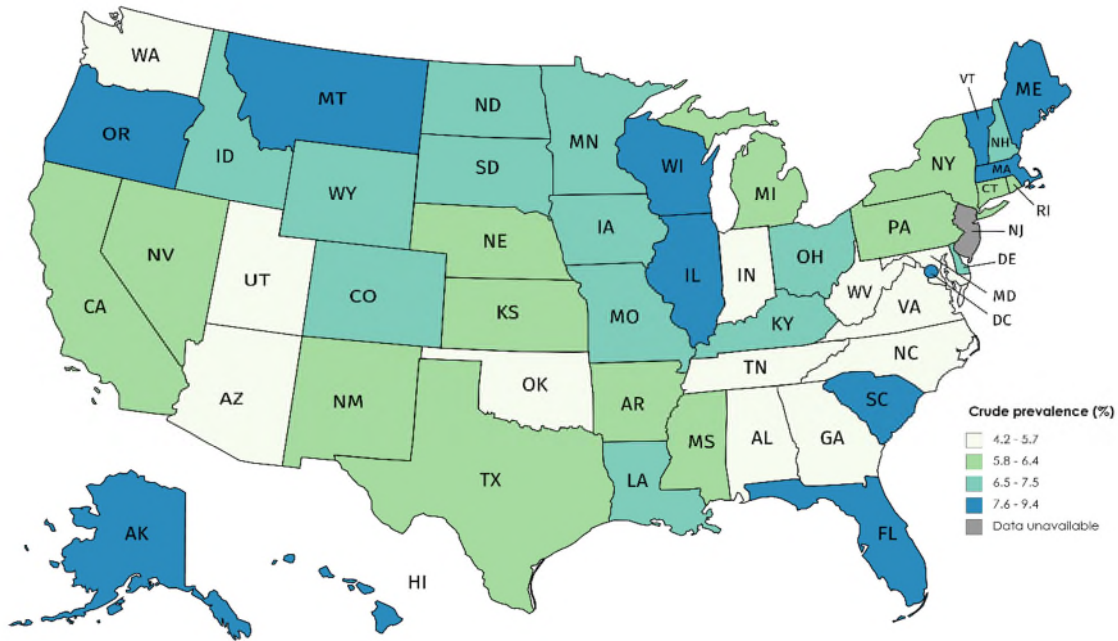 WA
MT
ND
MN
VT
ME
OR
ID
SD
WI
NY
NH
MA
WY
MI
CT
RI
IA
PA
NJ
NE
NV
OH
DE
UT
IL
IN
CA
CO
MD
WV
KS
MO
VA
DC
KY
NC
TN
OK
AZ
NM
AR
SC
MS
AL
GA
TX
LA
AK
FL
HI
Crude prevalence (%)
4.2 - 5.7
5.8 - 6.4
6.5 - 7.5
7.6 - 9.4
Data unavailable